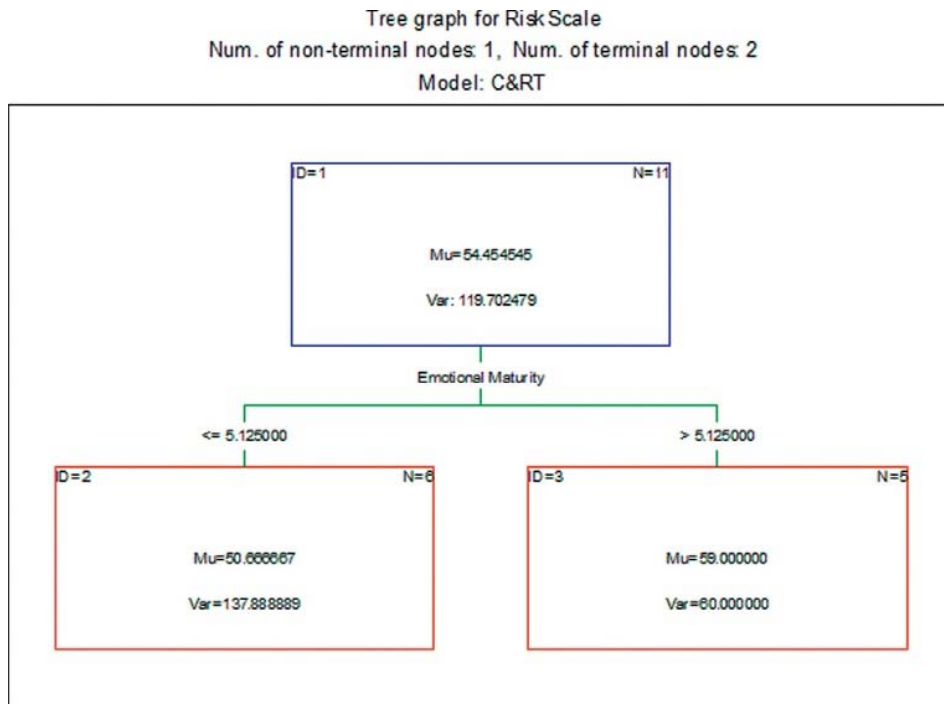 Tree graph for Risk Scale
Num. of non-terminal nodes: 1, Num. of terminal nodes: 2
Model: C&RT
ID=1 N=11
Mu=54.454545
Var: 119.702479
Emotional Maturity
<= 5.125000 > 5.125000
ID=2 N=6 ID=3 N=5
Mu=50.666667 Mu=59.000000
Var=137.888889 Var=60.000000